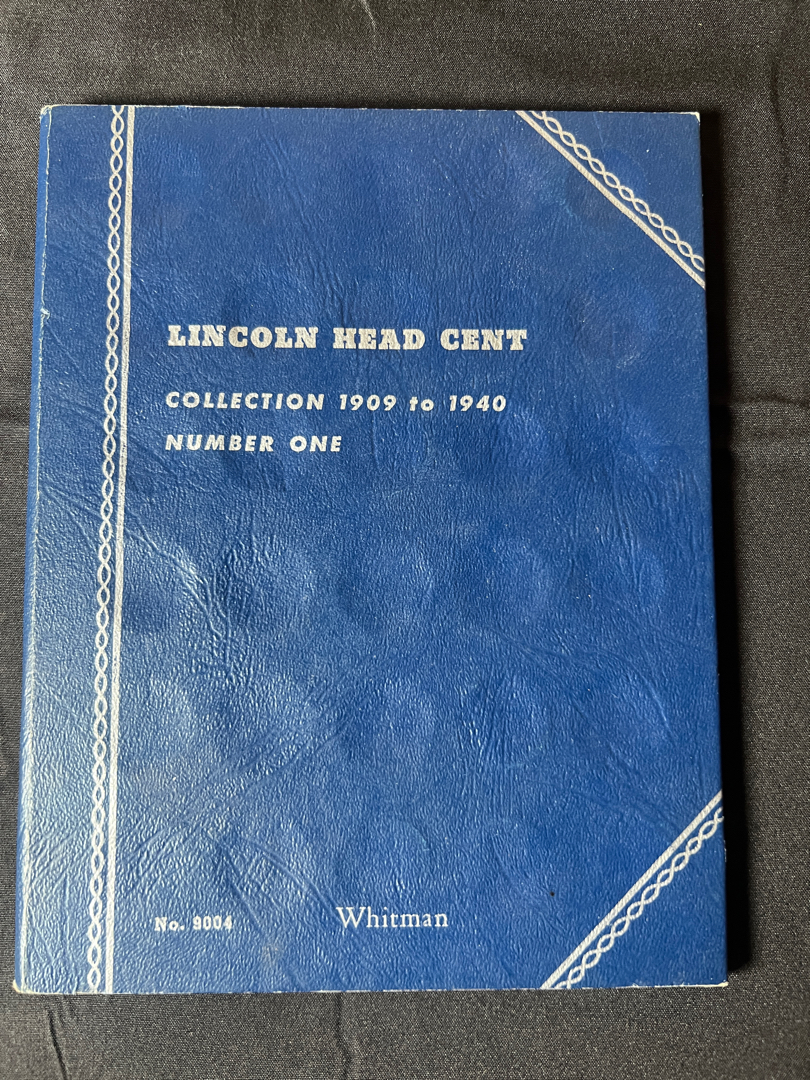 LINCOLN HEAD CENT
COLLECTION 1909 to 1940
NUMBER ONE
No. 9004
Whitman